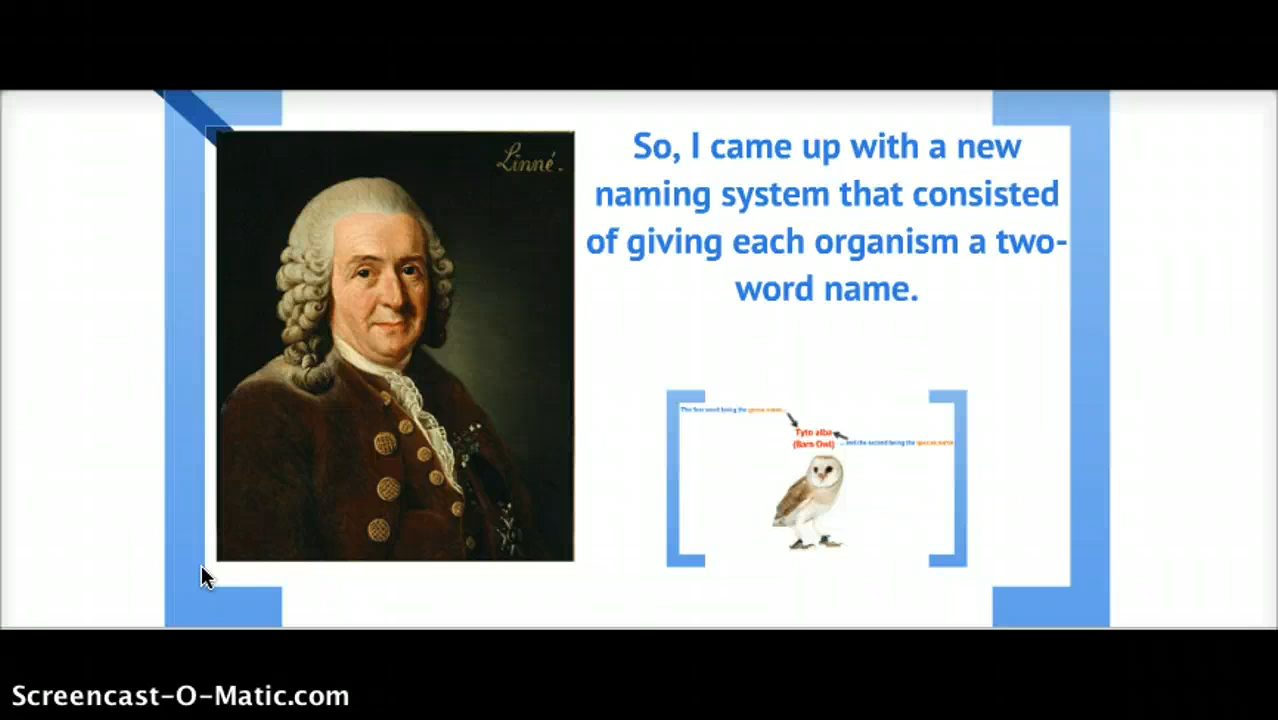 Linné.
So, I came up with a new
naming system that consisted
of giving each organism a two-
word name.
The first word being the genus name...
Tyto alba
(Barn Owl)
...and the second being the species name
Screencast-O-Matic.com